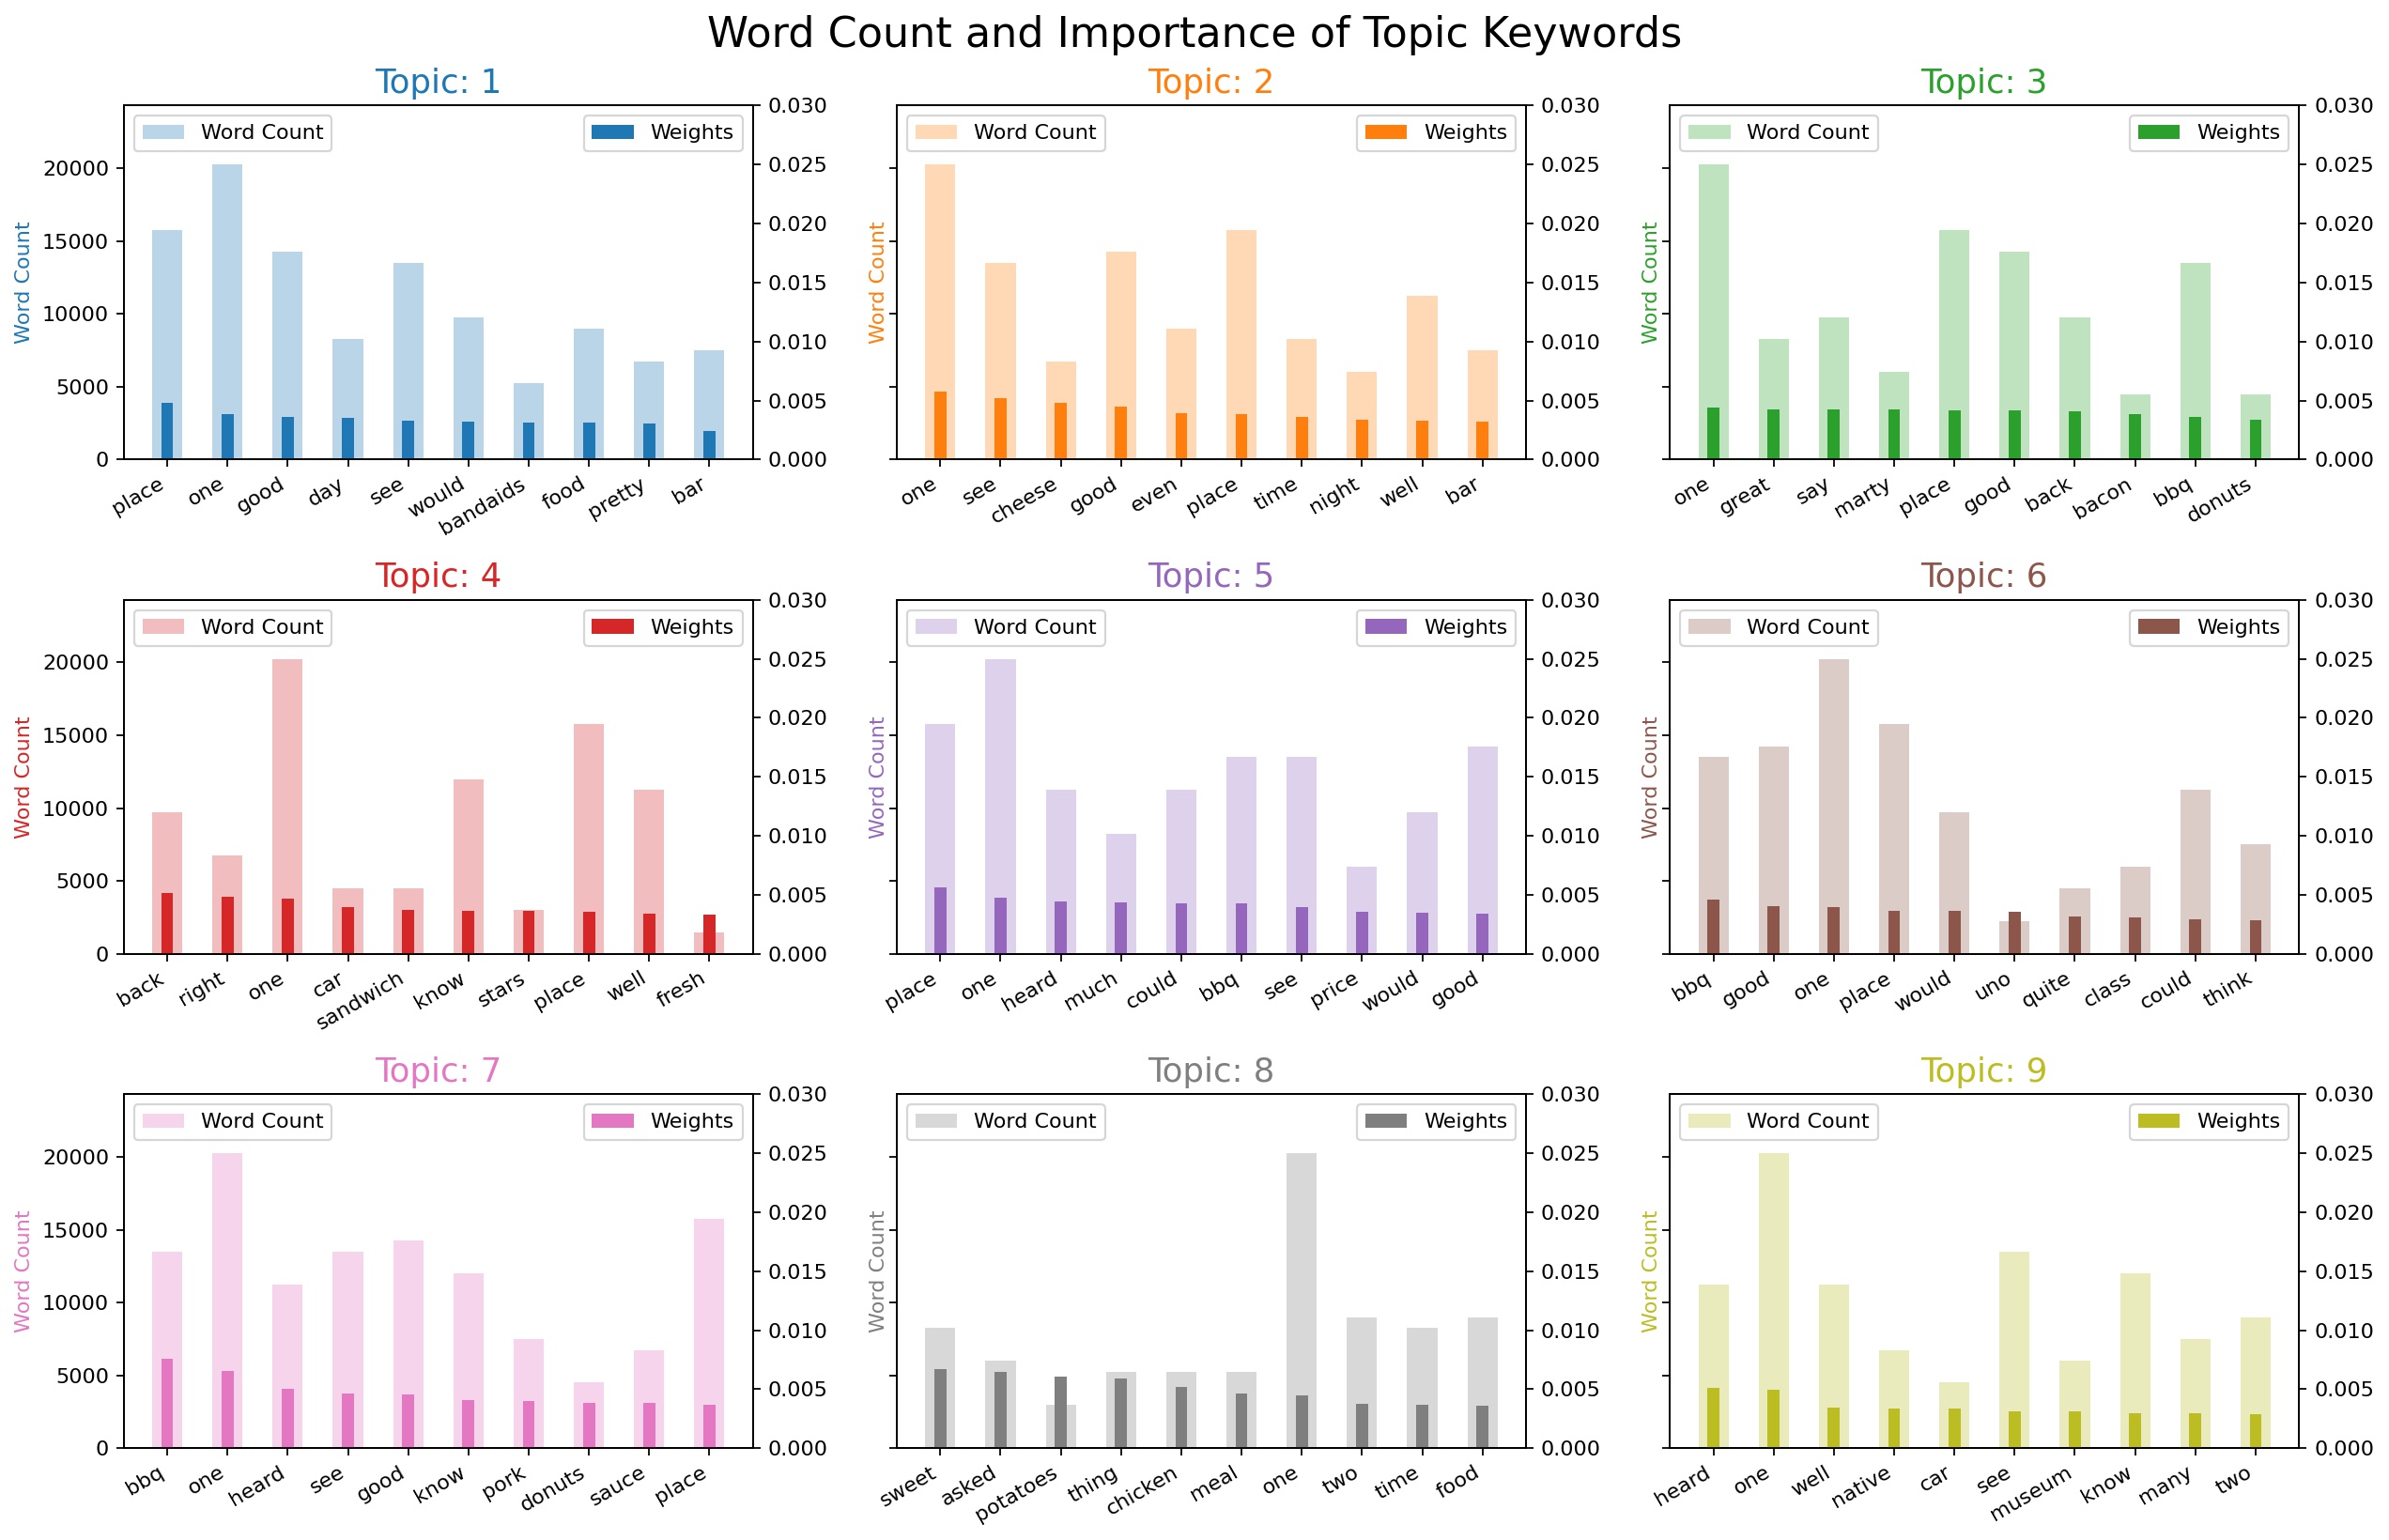 Word Count and Importance of Topic Keywords
Topic: 1
Word Count
Weights
Word Count
20000
15000
10000
5000
0
0.030
0.025
0.020
0.015
0.010
0.005
0.000
place one good day see would bandaids food pretty bar
Topic: 2
Word Count
Weights
Word Count
0.030
0.025
0.020
0.015
0.010
0.005
0.000
one see cheese good even place time night well bar
Topic: 3
Word Count
Weights
Word Count
0.030
0.025
0.020
0.015
0.010
0.005
0.000
one great say marty place good back bacon bbq donuts
Topic: 4
Word Count
Weights
Word Count
20000
15000
10000
5000
0
0.030
0.025
0.020
0.015
0.010
0.005
0.000
back right one car sandwich know stars place well fresh
Topic: 5
Word Count
Weights
Word Count
0.030
0.025
0.020
0.015
0.010
0.005
0.000
place one heard much could bbq see price would good
Topic: 6
Word Count
Weights
Word Count
0.030
0.025
0.020
0.015
0.010
0.005
0.000
bbq good one place would uno quite class could think
Topic: 7
Word Count
Weights
Word Count
20000
15000
10000
5000
0
0.030
0.025
0.020
0.015
0.010
0.005
0.000
bbq one heard see good know pork donuts sauce place
Topic: 8
Word Count
Weights
Word Count
0.030
0.025
0.020
0.015
0.010
0.005
0.000
sweet asked potatoes thing chicken meal one two time food
Topic: 9
Word Count
Weights
Word Count
0.030
0.025
0.020
0.015
0.010
0.005
0.000
heard one well native car see museum know many two